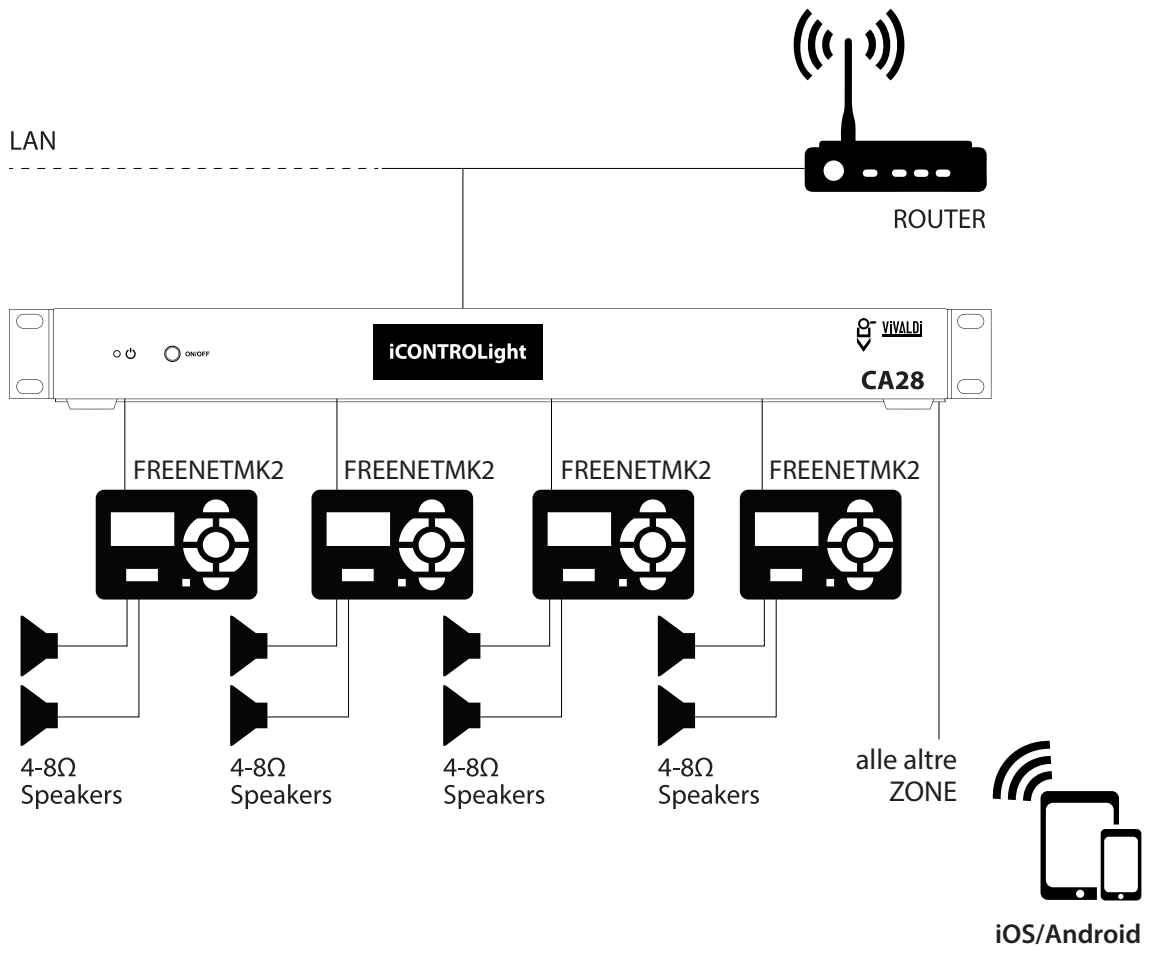 LAN
ROUTER
ON/OFF
iCONTROLight
ViVALDi
CA28
FREENETMK2
FREENETMK2
FREENETMK2
FREENETMK2
4-8Ω
Speakers
4-8Ω
Speakers
4-8Ω
Speakers
4-8Ω
Speakers
alle altre
ZONE
iOS/Android